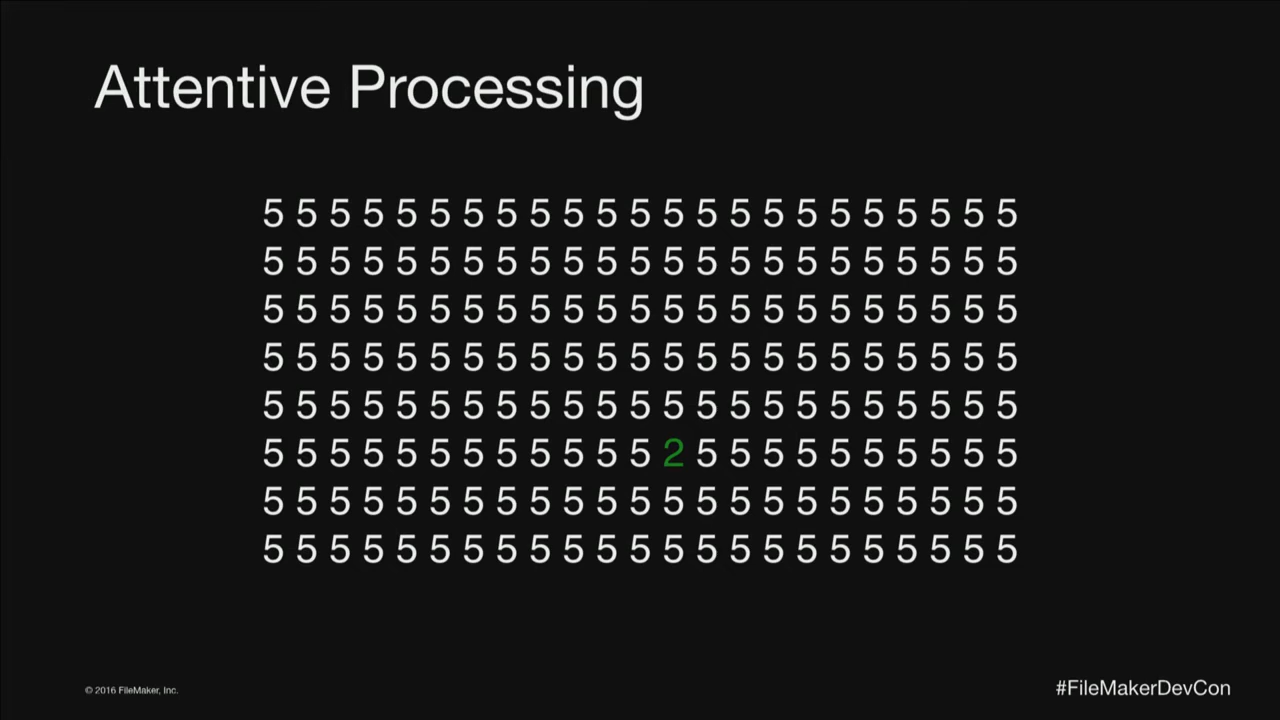 Attentive Processing
5 5 5 5 5 5 5 5 5 5 5 5 5 5 5 5 5 5 5 5 5 5 5
5 5 5 5 5 5 5 5 5 5 5 5 5 5 5 5 5 5 5 5 5 5 5
5 5 5 5 5 5 5 5 5 5 5 5 5 5 5 5 5 5 5 5 5 5 5
5 5 5 5 5 5 5 5 5 5 5 5 5 5 5 5 5 5 5 5 5 5 5
5 5 5 5 5 5 5 5 5 5 5 5 5 5 5 5 5 5 5 5 5 5 5
5 5 5 5 5 5 5 5 5 5 5 5 2 5 5 5 5 5 5 5 5 5 5
5 5 5 5 5 5 5 5 5 5 5 5 5 5 5 5 5 5 5 5 5 5 5
5 5 5 5 5 5 5 5 5 5 5 5 5 5 5 5 5 5 5 5 5 5 5
© 2016 FileMaker, Inc.
#FileMakerDevCon